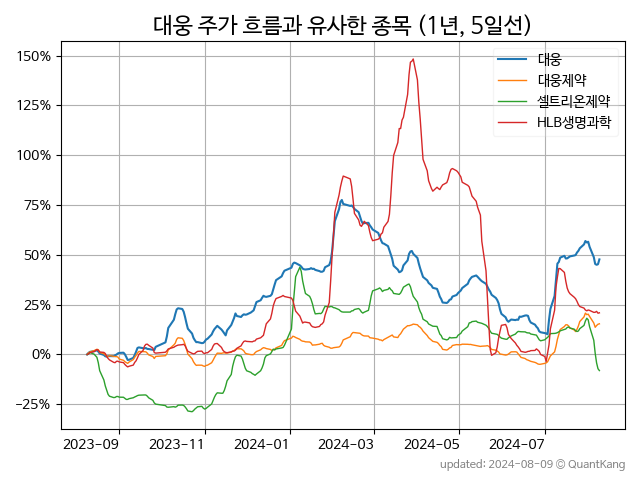 대웅 주가 흐름과 유사한 종목 (1년, 5일선)
150%
125%
100%
75%
50%
25%
0%
−25%
대웅
대웅제약
셀트리온제약
HLB생명과학
2023-09
2023-11
2024-01
2024-03
2024-05
2024-07
updated: 2024-08-09 © QuantKang